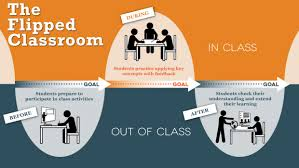 The
Flipped
Classroom
DURING
IN CLASS
Students practice applying key
concepts with feedback
GOAL
GOAL
GOAL
Students prepare to
participate in class activities
Students check their
understanding and extend
their learning
BEFORE
OUT OF CLASS
AFTER